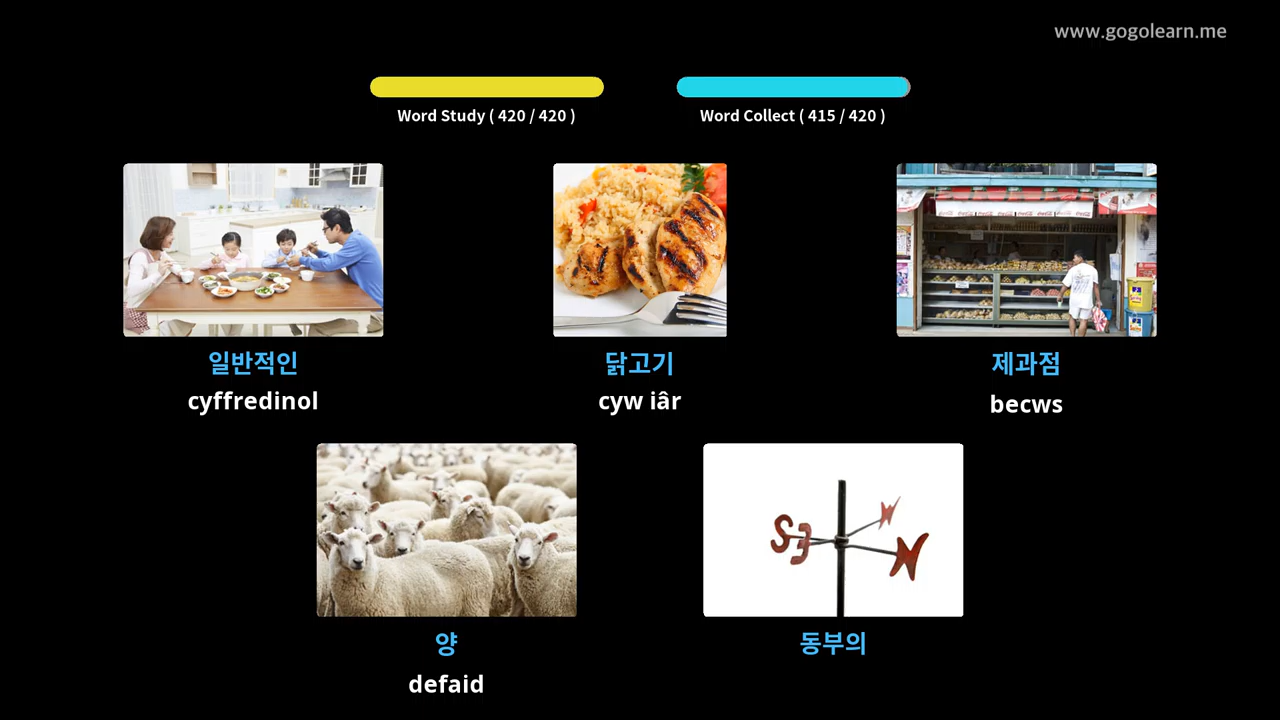 www.gogolearn.me
Word Study ( 420 / 420 )
Word Collect ( 415 / 420 )
일반적인
cyffredinol
닭고기
cyw iâr
제과점
becws
양
defaid
S
E
N
동부의